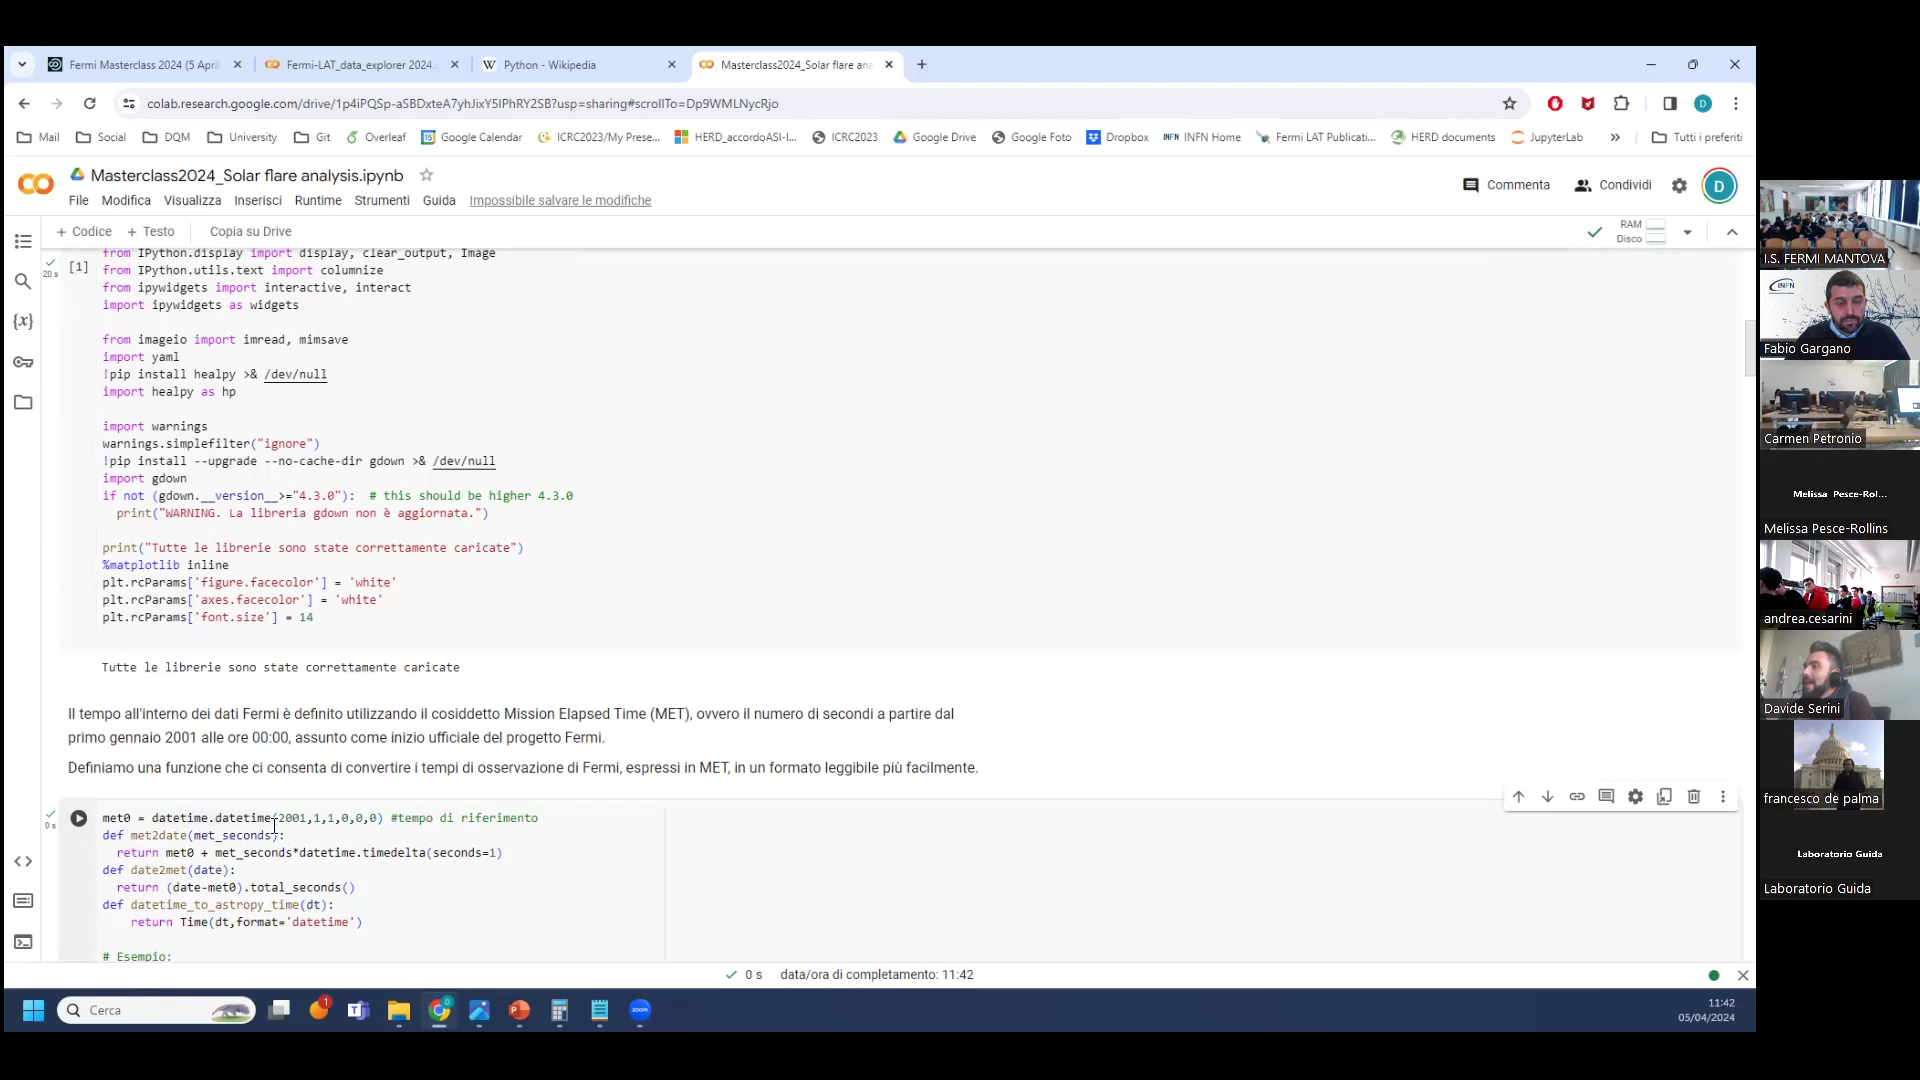 Fermi Masterclass 2024 (5 April
Fermi-LAT_data_explorer 2024.
Python - Wikipedia
Masterclass2024_Solar flare ana
colab.research.google.com/drive/1p4iPQSp-aSBDxteA7yhJixY5IPhRY2SB?usp=sharing#scrollTo=Dp9WMLNycRjo
Mail
Social
DQM
University
Git
Overleaf
Google Calendar
ICRC2023/My Prese...
HERD_accordoASI-I...
ICRC2023
Google Drive
Google Foto
Dropbox
INFN Home
Fermi LAT Publicati...
HERD documents
JupyterLab
Tutti i preferiti
Masterclass2024_Solar flare analysis.ipynb
Commenta
Condividi
D
File Modifica Visualizza Inserisci Runtime Strumenti Guida Impossibile salvare le modifiche
+ Codice + Testo Copia su Drive
RAM
Disco
20 s
[1]
from IPython.display import display, clear_output, Image
from IPython.utils.text import columnize
from ipywidgets import interactive, interact
import ipywidgets as widgets
from imageio import imread, mimsave
import yaml
!pip install healpy >& /dev/null
import healpy as hp
import warnings
warnings.simplefilter("ignore")
!pip install --upgrade --no-cache-dir gdown >& /dev/null
import gdown
if not (gdown.__version__>="4.3.0"):  # this should be higher 4.3.0
print("WARNING. La libreria gdown non è aggiornata.")
print("Tutte le librerie sono state correttamente caricate")
%matplotlib inline
plt.rcParams['figure.facecolor'] = 'white'
plt.rcParams['axes.facecolor'] = 'white'
plt.rcParams['font.size'] = 14
Tutte le librerie sono state correttamente caricate
Il tempo all'interno dei dati Fermi è definito utilizzando il cosiddetto Mission Elapsed Time (MET), ovvero il numero di secondi a partire dal
primo gennaio 2001 alle ore 00:00, assunto come inizio ufficiale del progetto Fermi.
Definiamo una funzione che ci consenta di convertire i tempi di osservazione di Fermi, espressi in MET, in un formato leggibile più facilmente.
0 s
met0 = datetime.datetime(2001,1,1,0,0,0) #tempo di riferimento
def met2date(met_seconds):
return met0 + met_seconds*datetime.timedelta(seconds=1)
def date2met(date):
return (date-met0).total_seconds()
def datetime_to_astropy_time(dt):
return Time(dt,format='datetime')
# Esempio:
0 s data/ora di completamento: 11:42
Cerca
11:42
05/04/2024
I.S. FERMI MANTOVA
INFN
Fabio Gargano
Carmen Petronio
Melissa Pesce-Rol...
Melissa Pesce-Rollins
andrea.cesarini
Davide Serini
francesco de palma
Laboratorio Guida
Laboratorio Guida